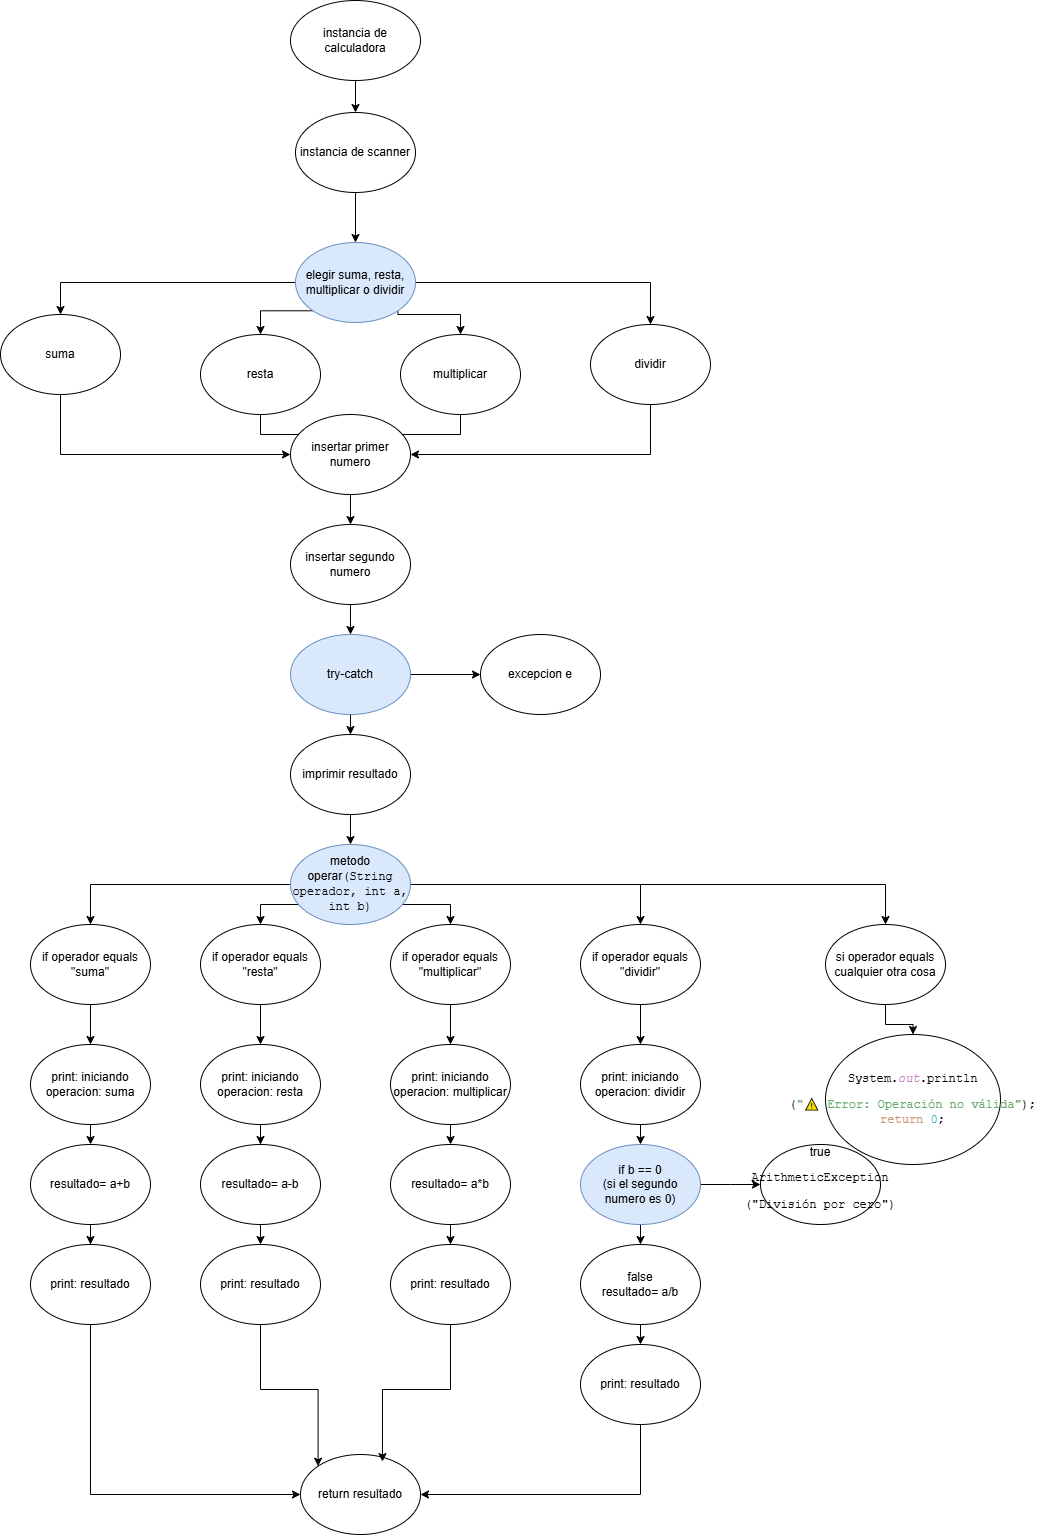 instancia de
calculadora
instancia de scanner
elegir suma, resta,
multiplicar o dividir
suma
resta
multiplicar
dividir
insertar primer
numero
insertar segundo
numero
try-catch
excepcion e
imprimir resultado
metodo
operar(String
operador, int a,
int b)
if operador equals
"suma"
if operador equals
"resta"
if operador equals
"multiplicar"
if operador equals
"dividir"
si operador equals
cualquier otra cosa
print: iniciando
operacion: suma
print: iniciando
operacion: resta
print: iniciando
operacion: multiplicar
print: iniciando
operacion: dividir
System.out.println
("⚠️ Error: Operación no válida");
return 0;
resultado= a+b
resultado= a-b
resultado= a*b
if b == 0
(si el segundo
numero es 0)
true
ArithmeticException
("División por cero")
print: resultado
print: resultado
print: resultado
false
resultado= a/b
print: resultado
return resultado